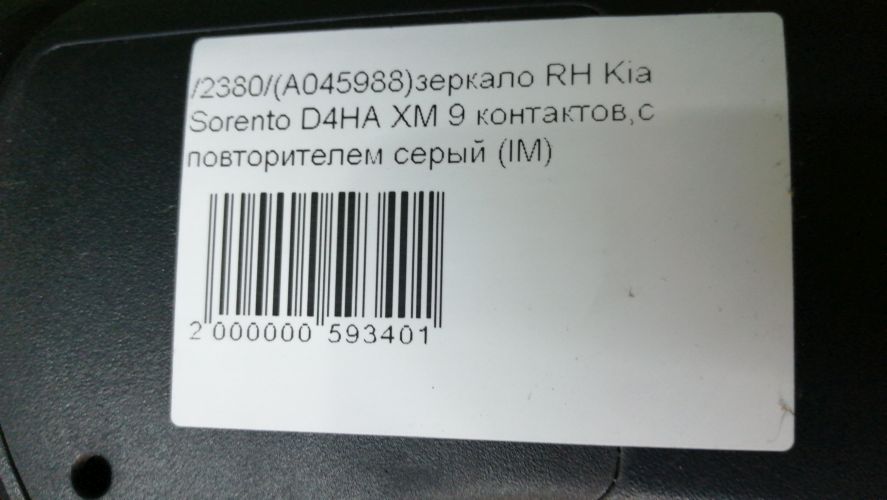 /2380/(A045988)зеркало RH Kia
Sorento D4HA XM 9 контактов,с
повторителем серый (IM)
2 000000 593401